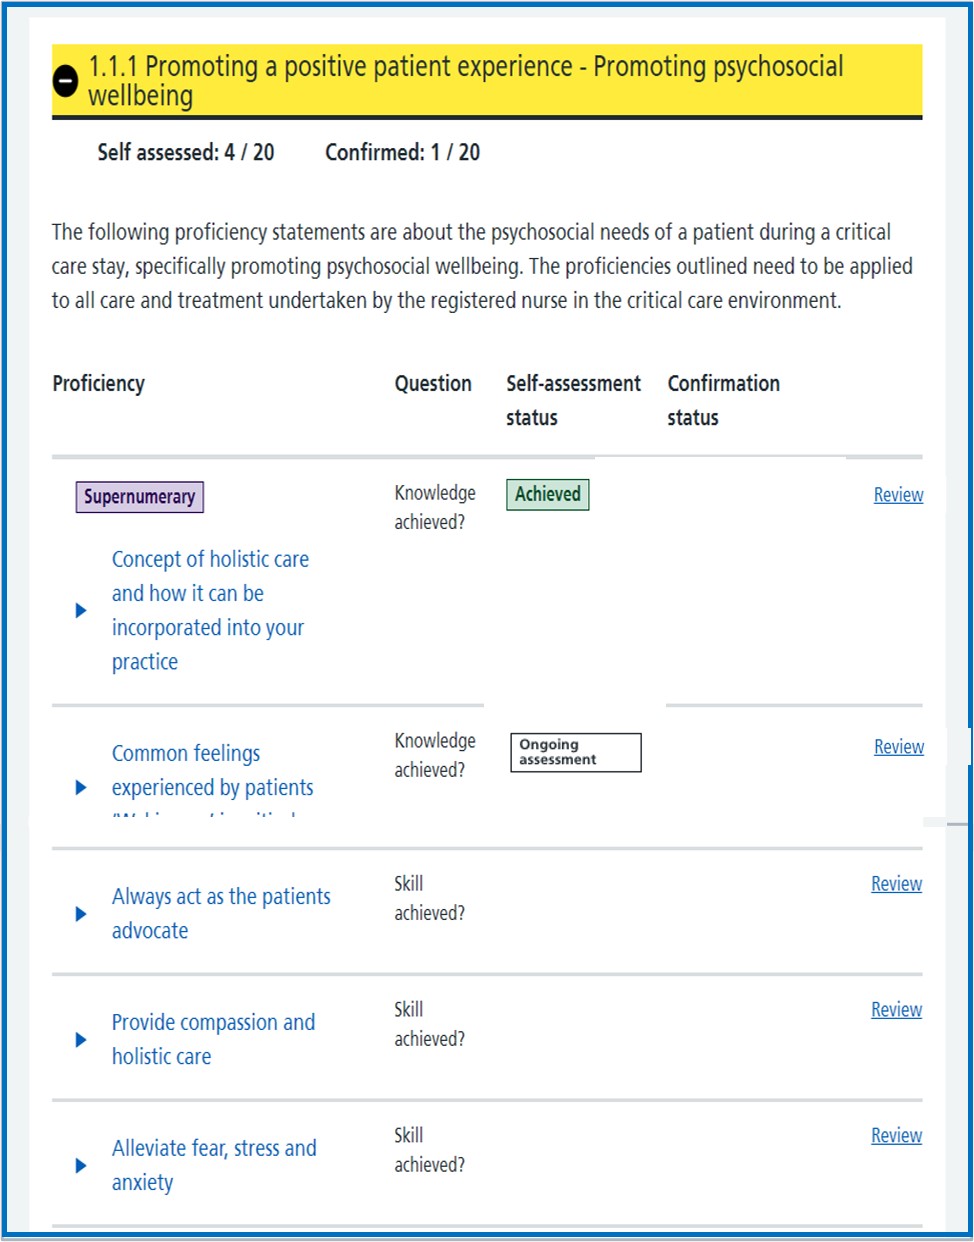 1.1.1 Promoting a positive patient experience - Promoting psychosocial
wellbeing
Self assessed: 4 / 20 Confirmed: 1 / 20
The following proficiency statements are about the psychosocial needs of a patient during a critical
care stay, specifically promoting psychosocial wellbeing. The proficiencies outlined need to be applied
to all care and treatment undertaken by the registered nurse in the critical care environment.
Proficiency Question Self-assessment Confirmation
status status
Supernumerary Knowledge Achieved Review
achieved?
Concept of holistic care
and how it can be
incorporated into your
practice
Common feelings Knowledge Ongoing Review
experienced by patients achieved? assessment
Always act as the patients Skill Review
advocate achieved?
Provide compassion and Skill Review
holistic care achieved?
Alleviate fear, stress and Skill Review
anxiety achieved?